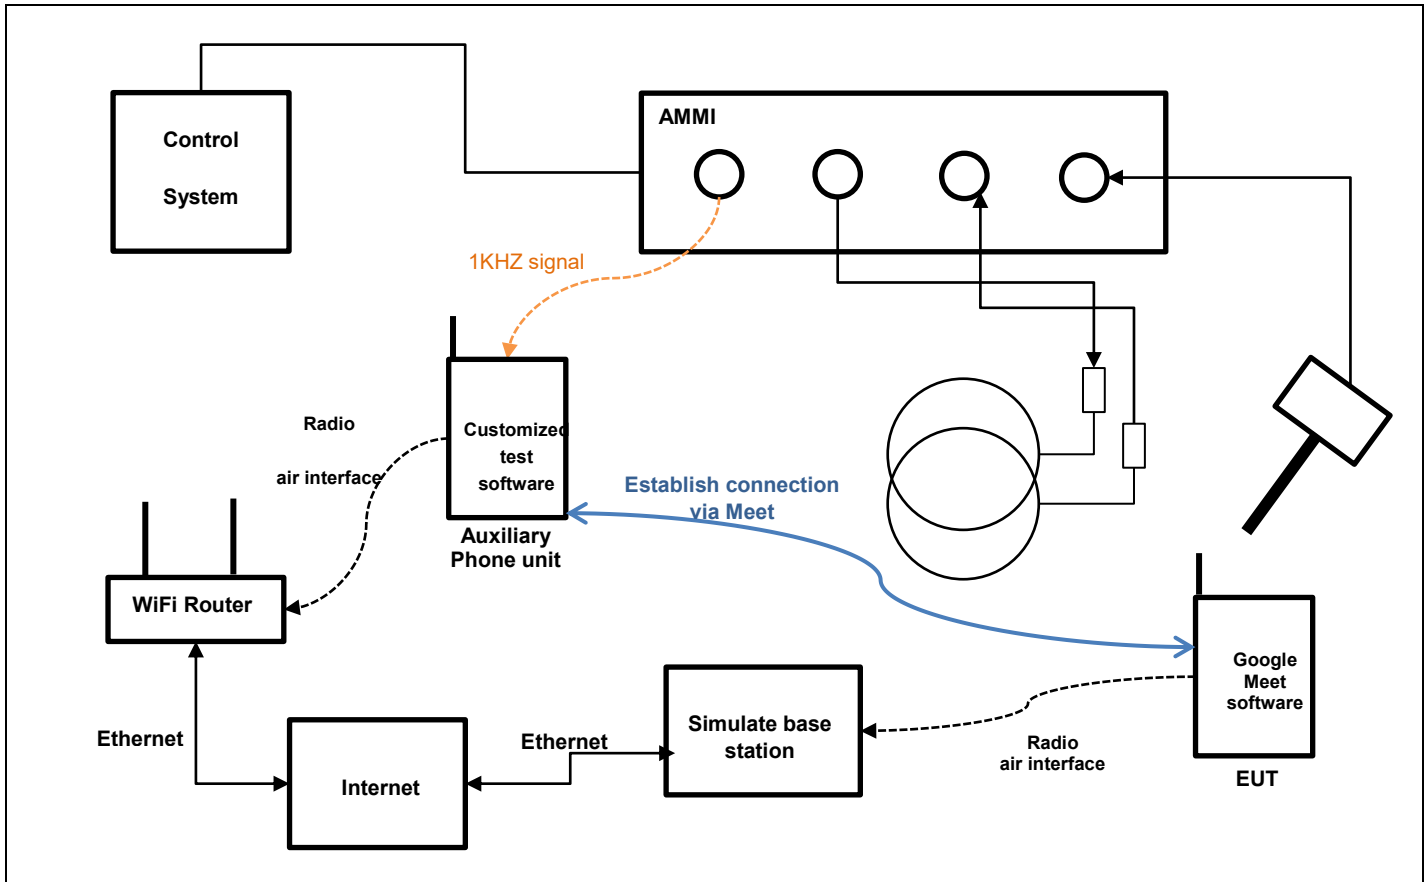 Control
System
AMMI
1KHZ signal
Radio
air interface
Customized
test
software
Auxiliary
Phone unit
Establish connection
via Meet
WiFi Router
Google
Meet
software
EUT
Ethernet
Internet
Ethernet
Simulate base
station
Radio
air interface